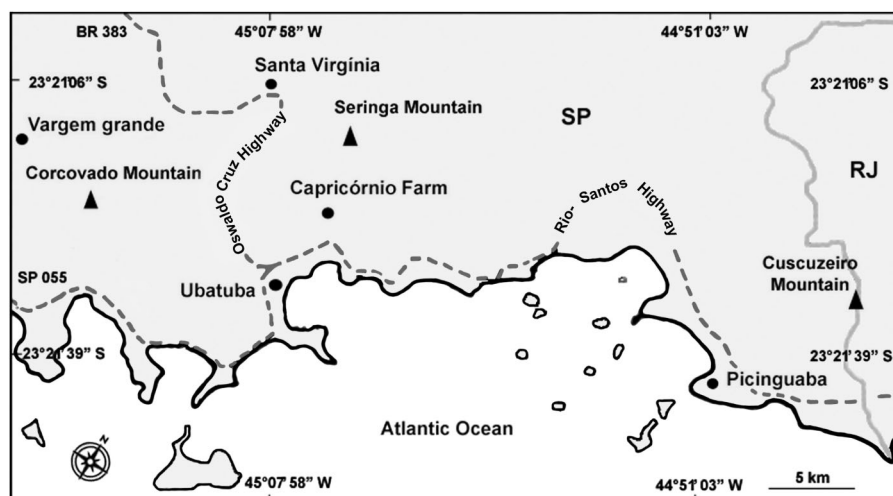 BR 383
45°07’58” W
44°51’03” W
23°21’06” S
Santa Virgínia
23°21’06” S
Vargem grande
Seringa Mountain
SP
Corcovado Mountain
Oswaldo Cruz Highway
Capricórnio Farm
Rio- Santos Highway
RJ
SP 055
Ubatuba
Cuscuzeiro
Mountain
23°21’39” S
23°21’39” S
Picinguaba
Atlantic Ocean
N
45°07’58” W
44°51’03” W
5 km